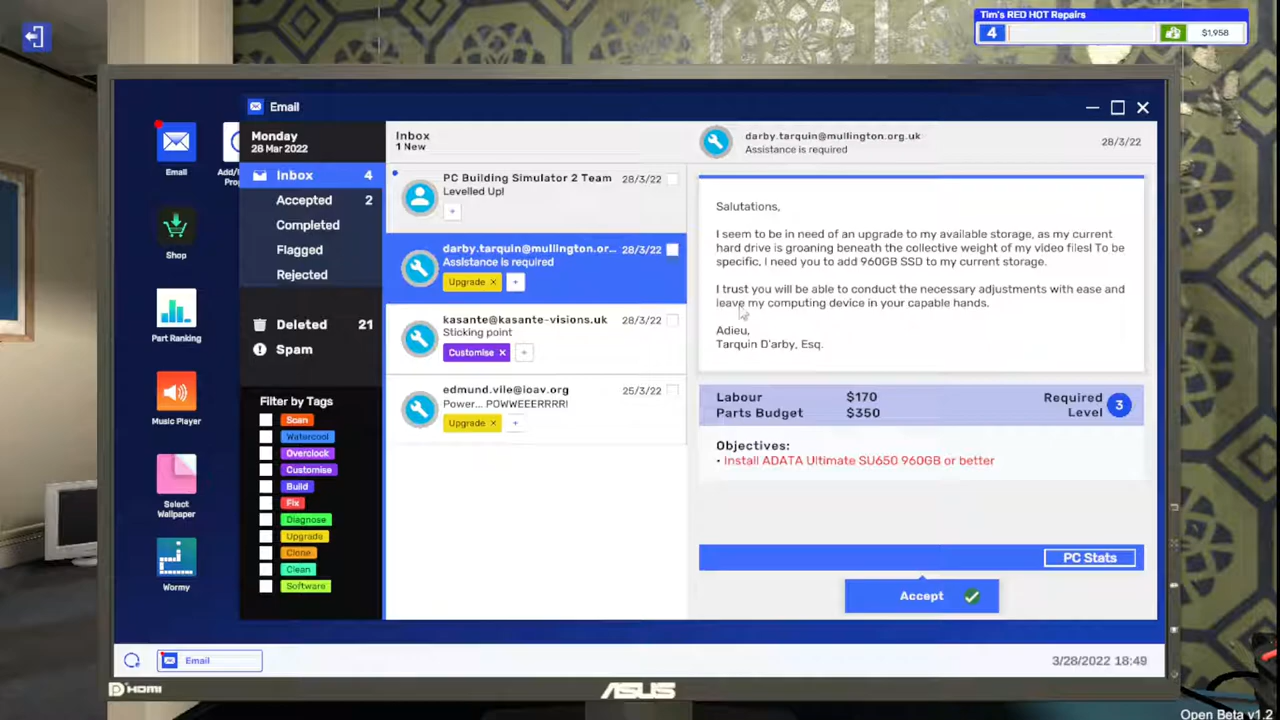 Tim's RED HOT Repairs
4
$1,958
Email
Monday
28 Mar 2022
Inbox 4
Accepted 2
Completed
Flagged
Rejected
Deleted 21
Spam
Filter by Tags
Scan
Watercool
Overclock
Customise
Build
Fix
Diagnose
Upgrade
Clone
Clean
Software
Email
Shop
Part Ranking
Music Player
Select
Wallpaper
Wormy
Inbox
1 New
PC Building Simulator 2 Team 28/3/22
Levelled Up!
+
darby.tarquin@mullington.or... 28/3/22
Assistance is required
Upgrade × +
kasante@kasante-visions.uk 28/3/22
Sticking point
Customise × +
edmund.vile@ioav.org 25/3/22
Power... POWWEEERRRR!
Upgrade × +
darby.tarquin@mullington.org.uk
Assistance is required
28/3/22
Salutations,
I seem to be in need of an upgrade to my available storage, as my current
hard drive is groaning beneath the collective weight of my video files! To be
specific, I need you to add 960GB SSD to my current storage.
I trust you will be able to conduct the necessary adjustments with ease and
leave my computing device in your capable hands.
Adieu,
Tarquin D'arby, Esq.
Labour $170
Parts Budget $350
Required
Level 3
Objectives:
• Install ADATA Ultimate SU650 960GB or better
PC Stats
Accept
Email
3/28/2022 18:49
HDMI
ASUS
Open Beta v1.2